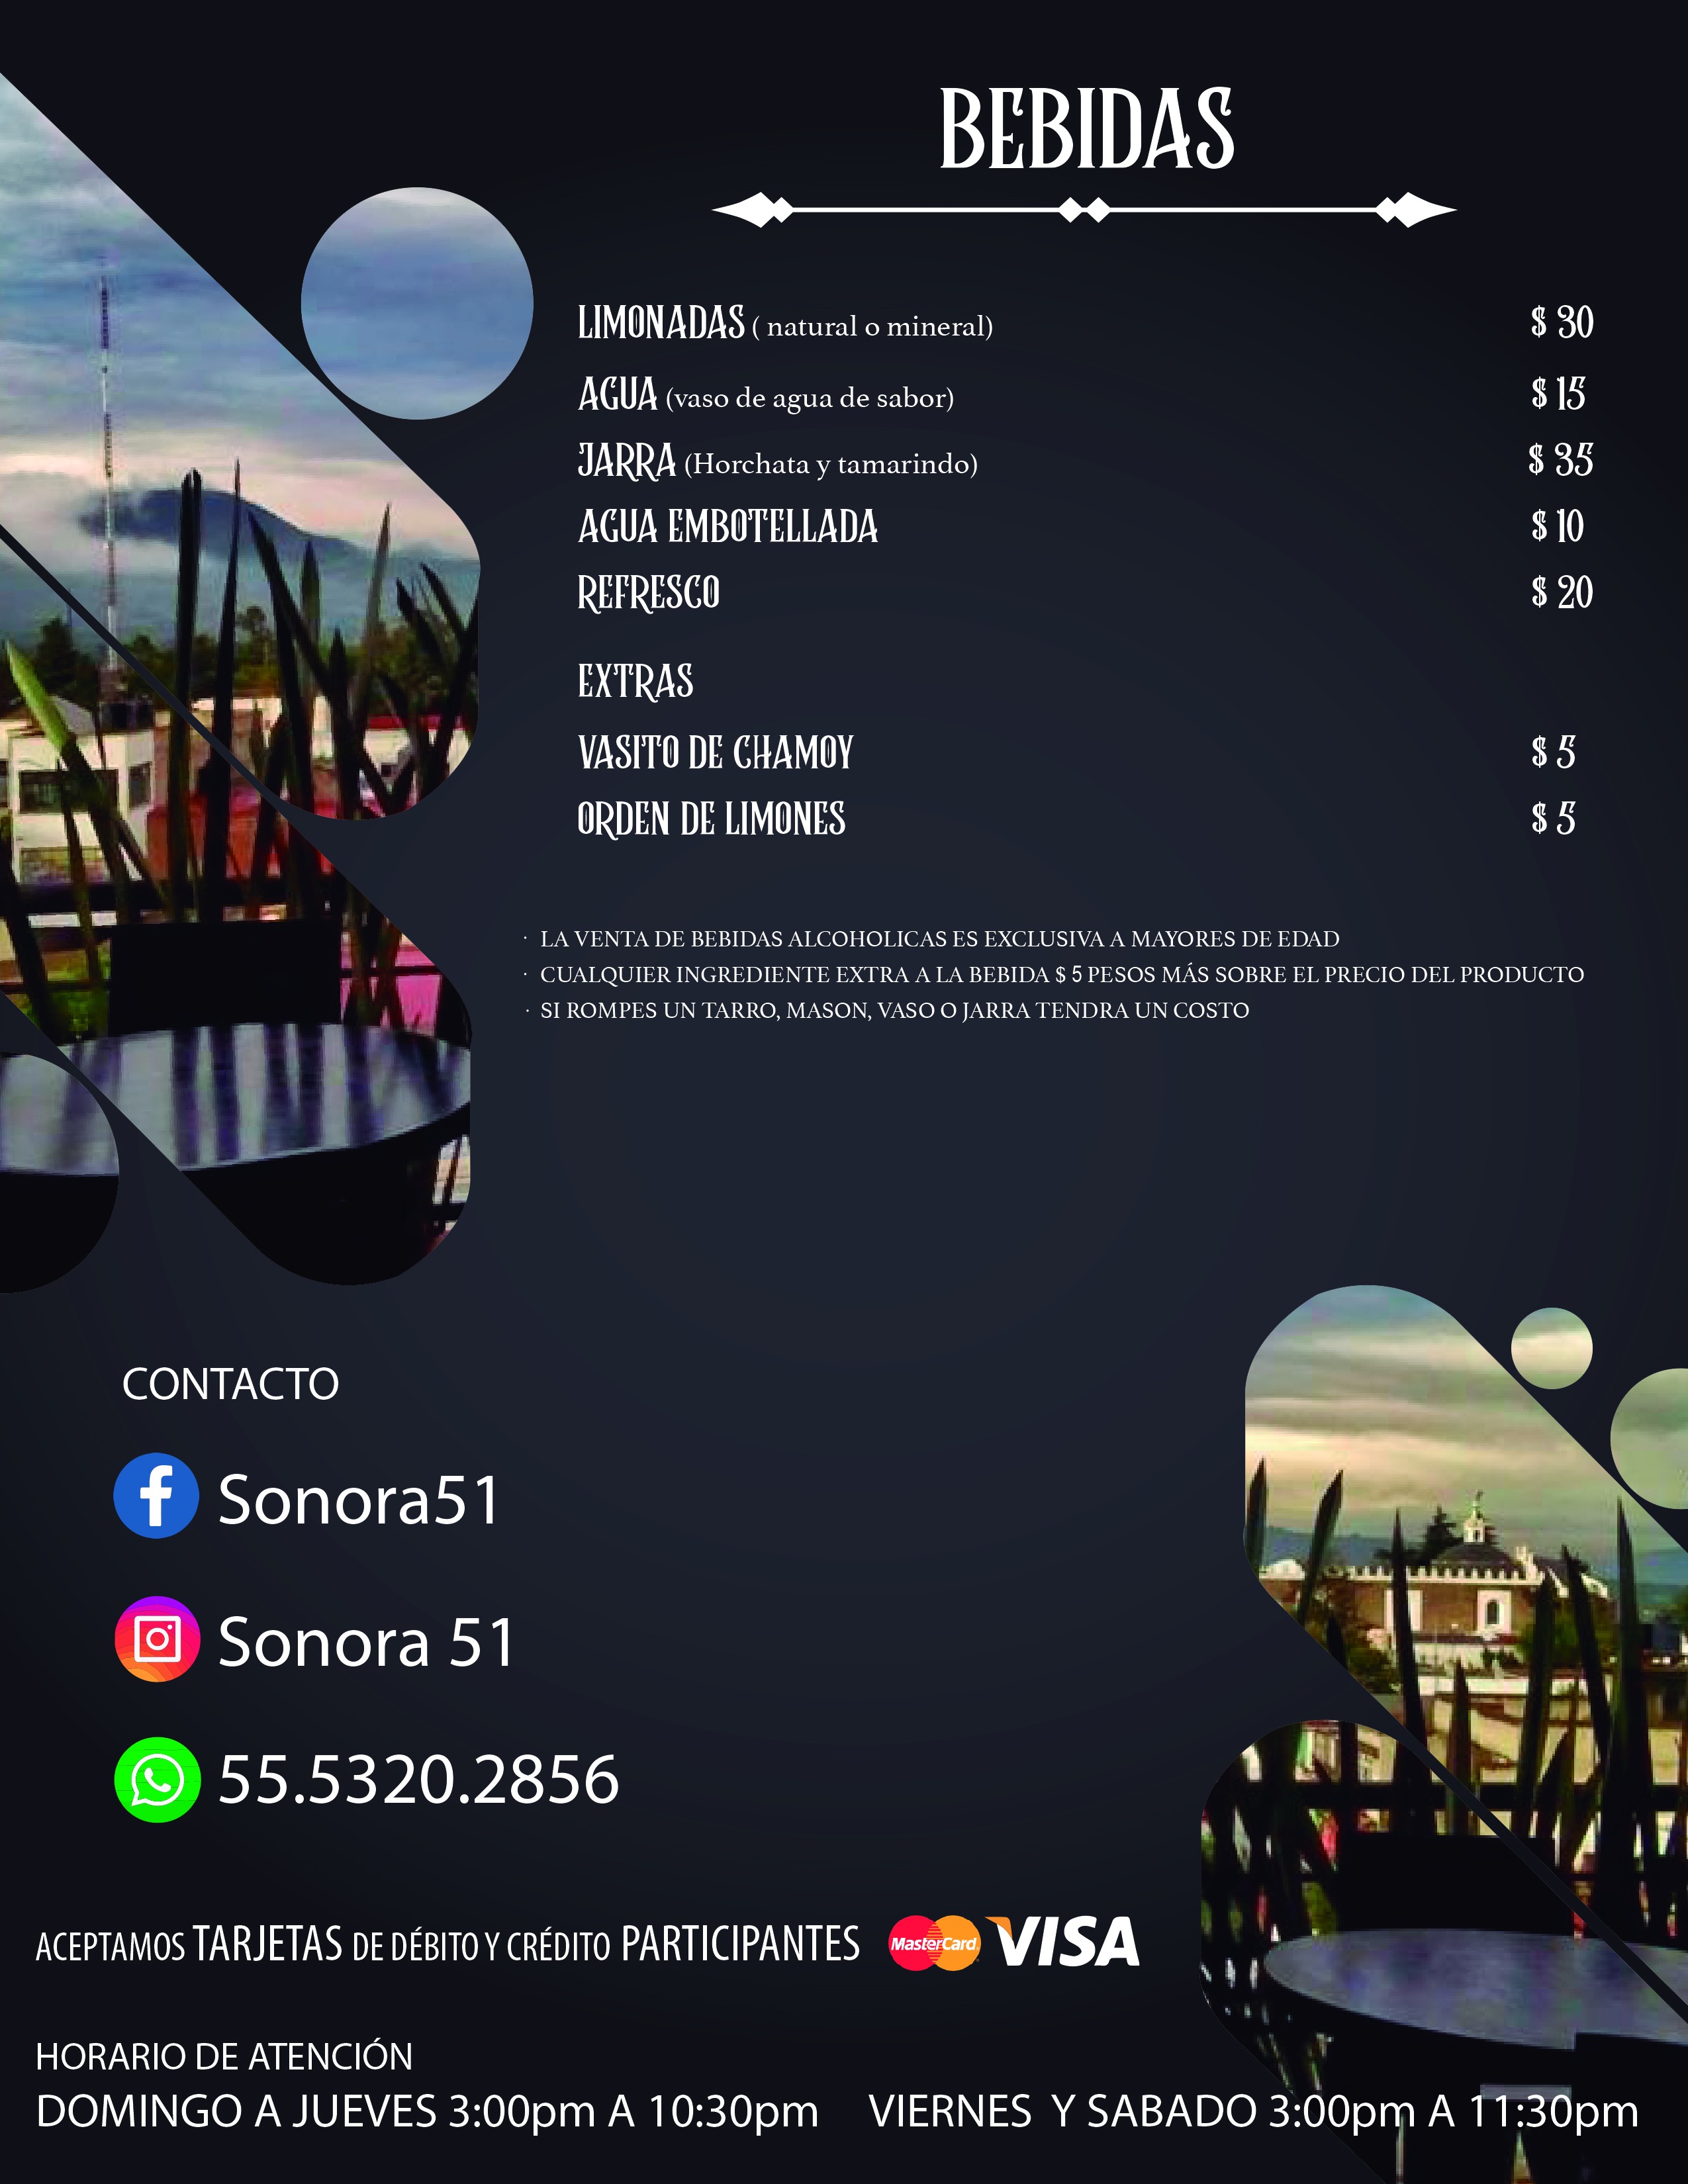 BEBIDAS
LIMONADAS ( natural o mineral) $ 30
AGUA (vaso de agua de sabor) $ 15
JARRA (Horchata y tamarindo) $ 35
AGUA EMBOTELLADA $ 10
REFRESCO $ 20
EXTRAS
VASITO DE CHAMOY $ 5
ORDEN DE LIMONES $ 5
· LA VENTA DE BEBIDAS ALCOHOLICAS ES EXCLUSIVA A MAYORES DE EDAD
· CUALQUIER INGREDIENTE EXTRA A LA BEBIDA $ 5 PESOS MÁS SOBRE EL PRECIO DEL PRODUCTO
· SI ROMPES UN TARRO, MASON, VASO O JARRA TENDRA UN COSTO
CONTACTO
Sonora51
Sonora 51
55.5320.2856
ACEPTAMOS TARJETAS DE DÉBITO Y CRÉDITO PARTICIPANTES MasterCard VISA
HORARIO DE ATENCIÓN
DOMINGO A JUEVES 3:00pm A 10:30pm VIERNES Y SABADO 3:00pm A 11:30pm